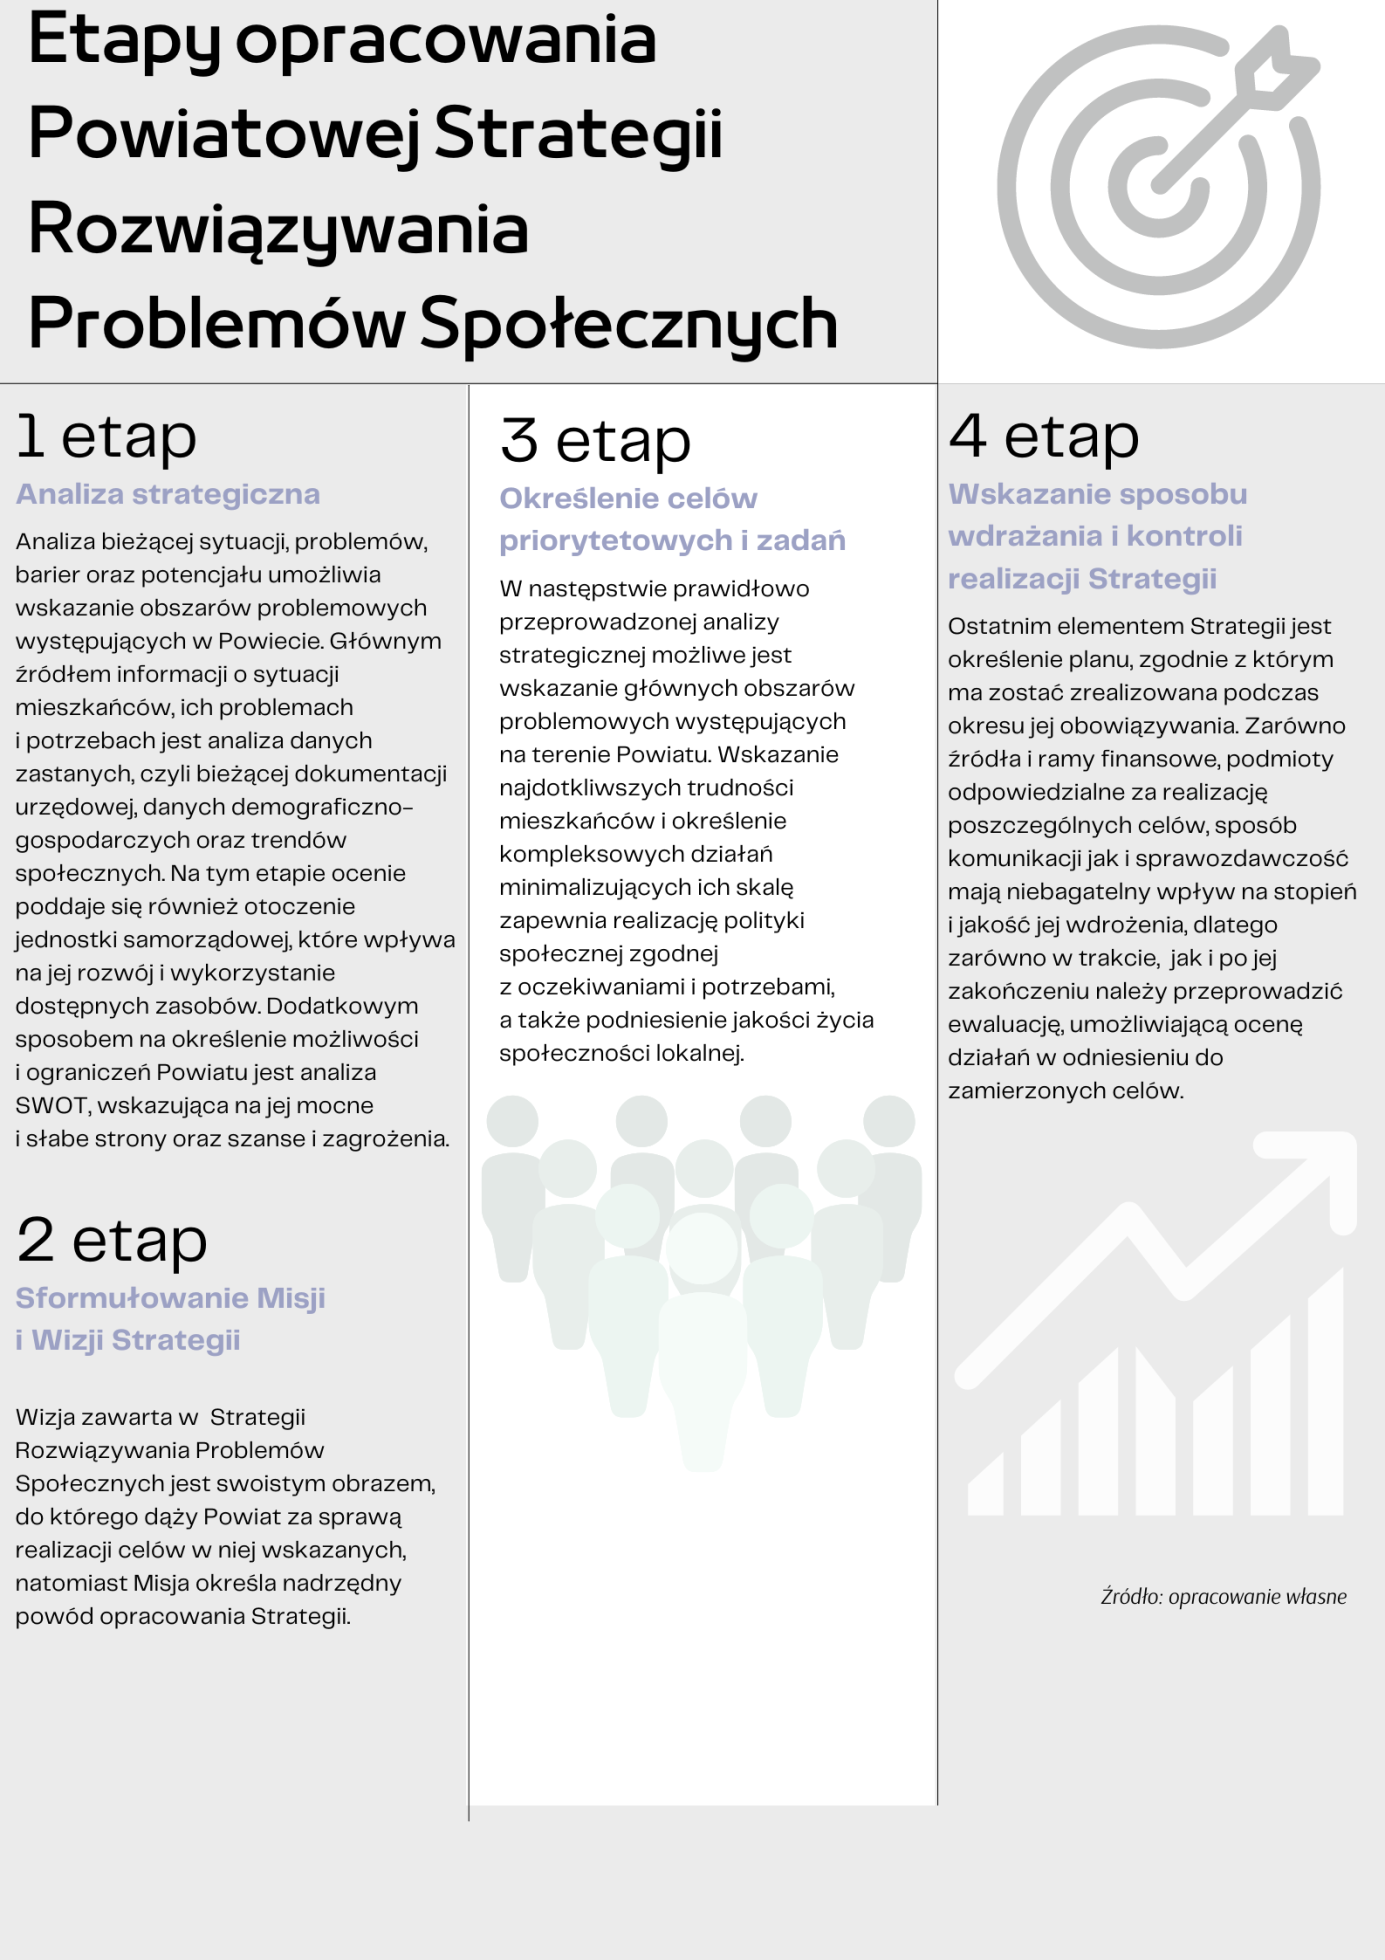 Etapy opracowania
Powiatowej Strategii
Rozwiązywania
Problemów Społecznych
1 etap
Analiza strategiczna
Analiza bieżącej sytuacji, problemów,
barier oraz potencjału umożliwia
wskazanie obszarów problemowych
występujących w Powiecie. Głównym
źródłem informacji o sytuacji
mieszkańców, ich problemach
i potrzebach jest analiza danych
zastanych, czyli bieżącej dokumentacji
urzędowej, danych demograficzno-
gospodarczych oraz trendów
społecznych. Na tym etapie ocenie
poddaje się również otoczenie
jednostki samorządowej, które wpływa
na jej rozwój i wykorzystanie
dostępnych zasobów. Dodatkowym
sposobem na określenie możliwości
i ograniczeń Powiatu jest analiza
SWOT, wskazująca na jej mocne
i słabe strony oraz szanse i zagrożenia.
2 etap
Sformułowanie Misji
i Wizji Strategii
Wizja zawarta w  Strategii
Rozwiązywania Problemów
Społecznych jest swoistym obrazem,
do którego dąży Powiat za sprawą
realizacji celów w niej wskazanych,
natomiast Misja określa nadrzędny
powód opracowania Strategii.
3 etap
Określenie celów
priorytetowych i zadań
W następstwie prawidłowo
przeprowadzonej analizy
strategicznej możliwe jest
wskazanie głównych obszarów
problemowych występujących
na terenie Powiatu. Wskazanie
najdotkliwszych trudności
mieszkańców i określenie
kompleksowych działań
minimalizujących ich skalę
zapewnia realizację polityki
społecznej zgodnej
z oczekiwaniami i potrzebami,
a także podniesienie jakości życia
społeczności lokalnej.
4 etap
Wskazanie sposobu
wdrażania i kontroli
realizacji Strategii
Ostatnim elementem Strategii jest
określenie planu, zgodnie z którym
ma zostać zrealizowana podczas
okresu jej obowiązywania. Zarówno
źródła i ramy finansowe, podmioty
odpowiedzialne za realizację
poszczególnych celów, sposób
komunikacji jak i sprawozdawczość
mają niebagatelny wpływ na stopień
i jakość jej wdrożenia, dlatego
zarówno w trakcie,  jak i po jej
zakończeniu należy przeprowadzić
ewaluację, umożliwiającą ocenę
działań w odniesieniu do
zamierzonych celów.
Źródło: opracowanie własne